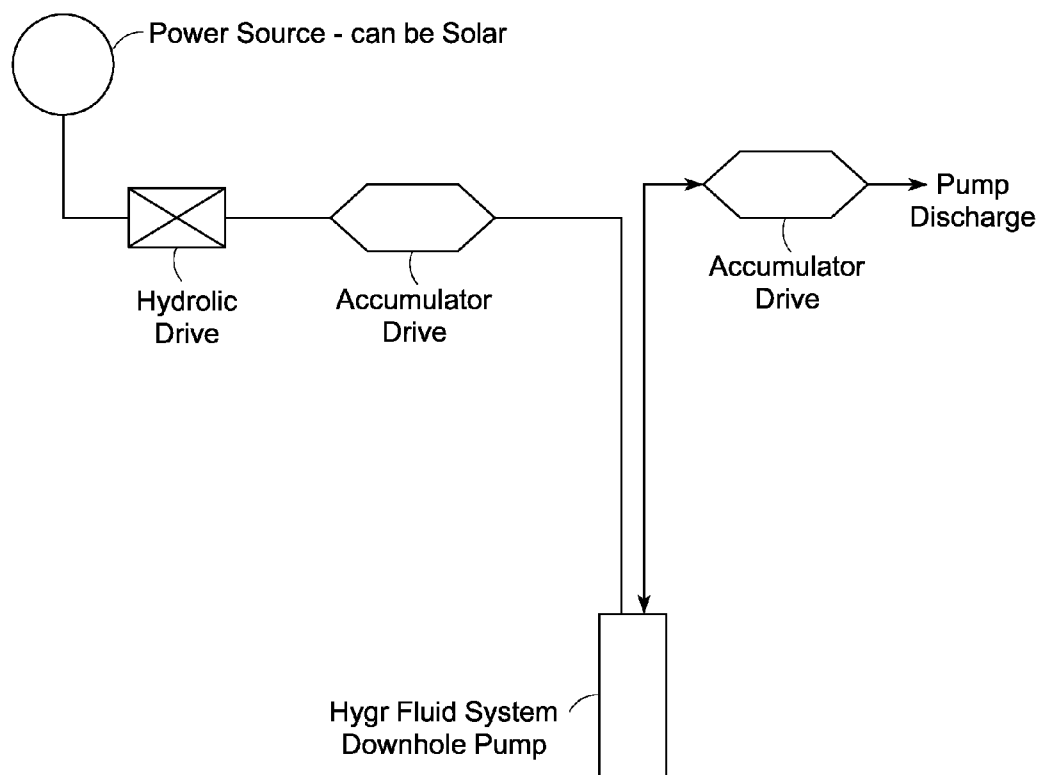 Power Source - can be Solar
Pump
Discharge
Hydrolic
Drive
Accumulator
Drive
Accumulator
Drive
Hygr Fluid System
Downhole Pump